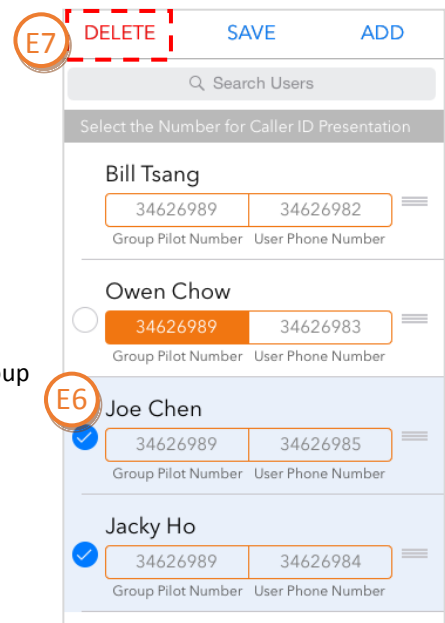 E7
DELETE SAVE ADD
Search Users
Select the Number for Caller ID Presentation
Bill Tsang
34626989 34626982
Group Pilot Number User Phone Number
Owen Chow
34626989 34626983
Group Pilot Number User Phone Number
up
E6
Joe Chen
34626989 34626985
Group Pilot Number User Phone Number
Jacky Ho
34626989 34626984
Group Pilot Number User Phone Number